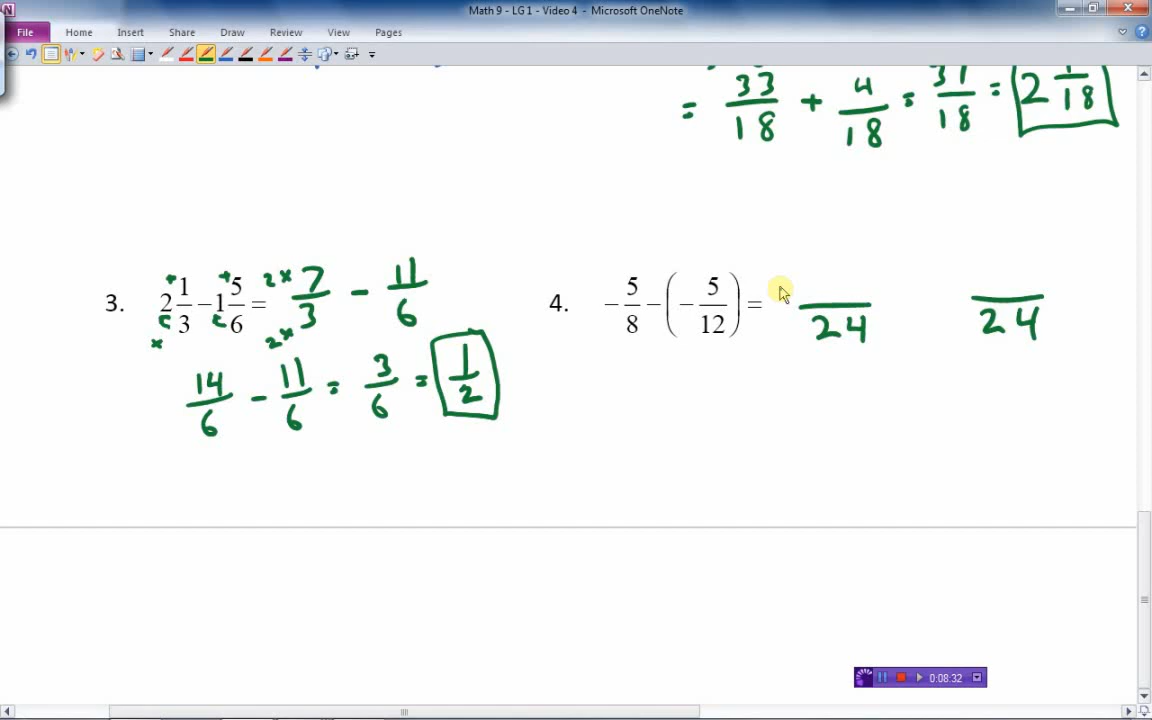 Math 9 - LG 1 - Video 4 - Microsoft OneNote
File Home Insert Share Draw Review Pages View
= 33/18 + 4/18 = 37/18 = 2 1/18
3. 2 1/3 − 1 5/6 = 7/3 − 11/6
+ + 2 × c c × 2 ×
14/6 − 11/6 = 3/6 = 1/2
4. − 5/8 − (− 5/12) = /24 /24
0:08:32